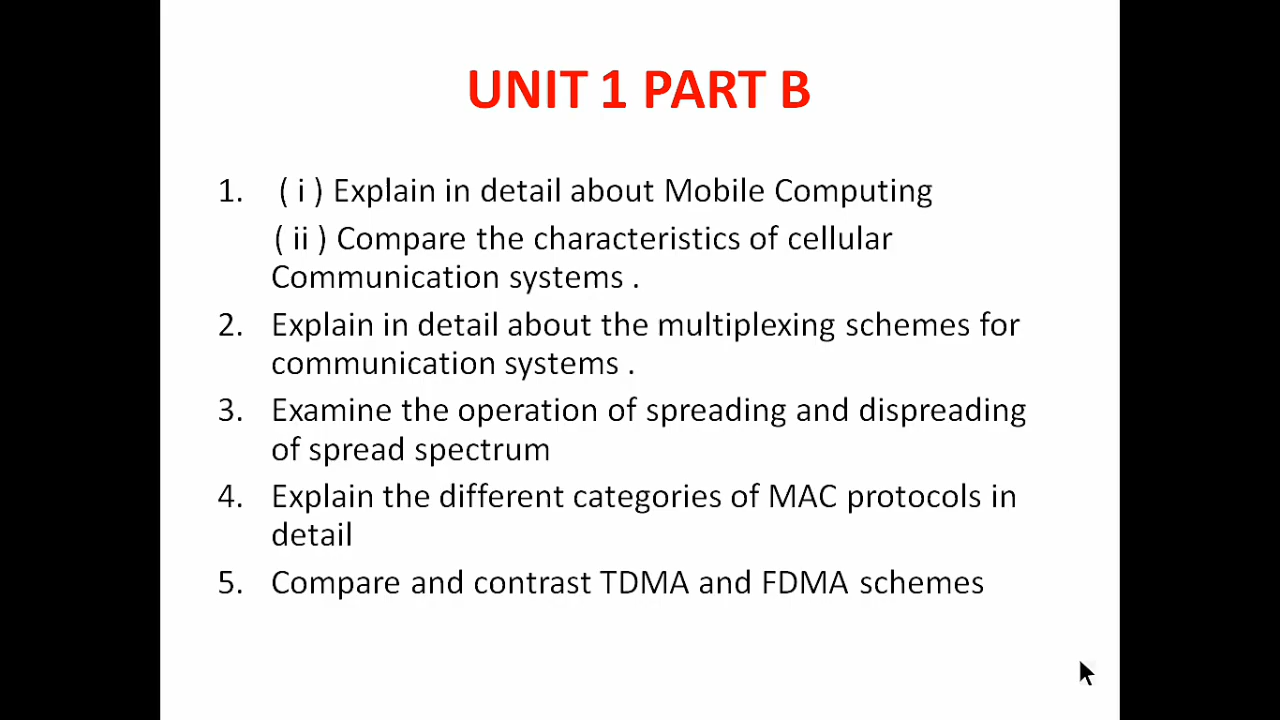 UNIT 1 PART B
1. ( i ) Explain in detail about Mobile Computing
( ii ) Compare the characteristics of cellular
Communication systems .
2. Explain in detail about the multiplexing schemes for
communication systems .
3. Examine the operation of spreading and dispreading
of spread spectrum
4. Explain the different categories of MAC protocols in
detail
5. Compare and contrast TDMA and FDMA schemes